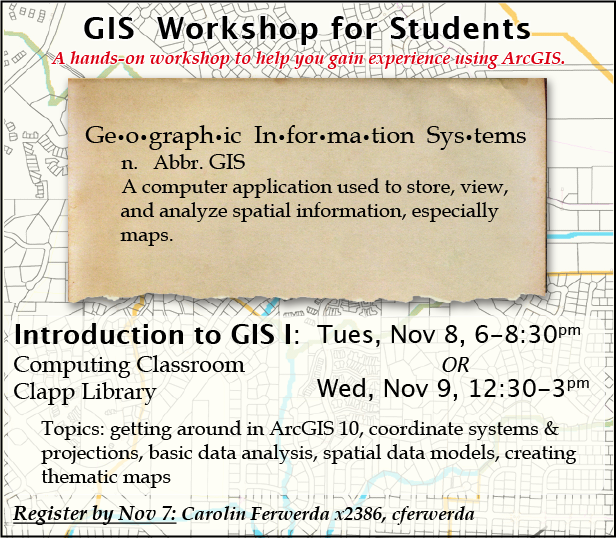 GIS  Workshop for Students
A hands-on workshop to help you gain experience using ArcGIS.
Ge•o•graph•ic  In•for•ma•tion  Sys•tems
n.   Abbr. GIS
A computer application used to store, view,
and analyze spatial information, especially
maps.
Introduction to GIS I:  Tues, Nov 8, 6–8:30pm
Computing Classroom
OR
Clapp Library
Wed, Nov 9, 12:30–3pm
Topics: getting around in ArcGIS 10, coordinate systems &
projections, basic data analysis, spatial data models, creating
thematic maps
Register by Nov 7: Carolin Ferwerda x2386, cferwerda